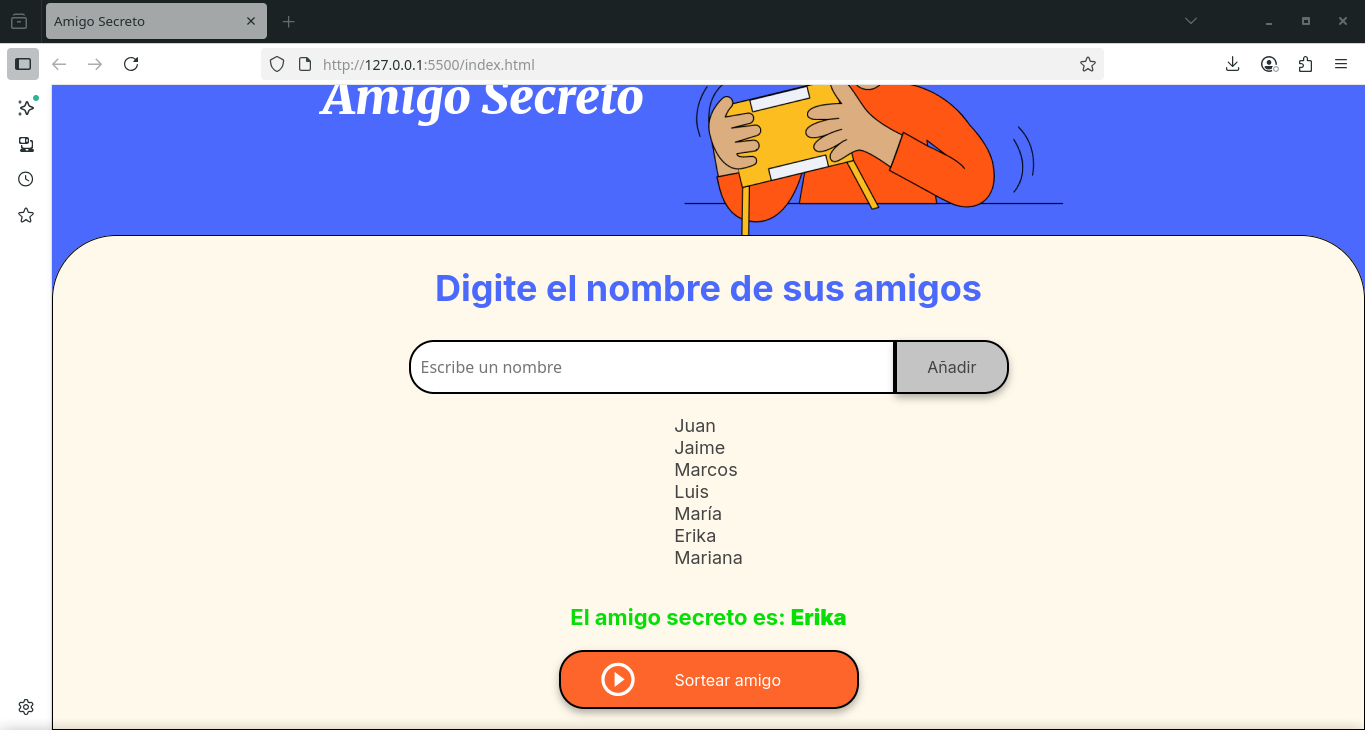 Amigo Secreto
http://127.0.0.1:5500/index.html
Amigo Secreto
Digite el nombre de sus amigos
Escribe un nombre
Añadir
Juan
Jaime
Marcos
Luis
María
Erika
Mariana
El amigo secreto es: Erika
Sortear amigo